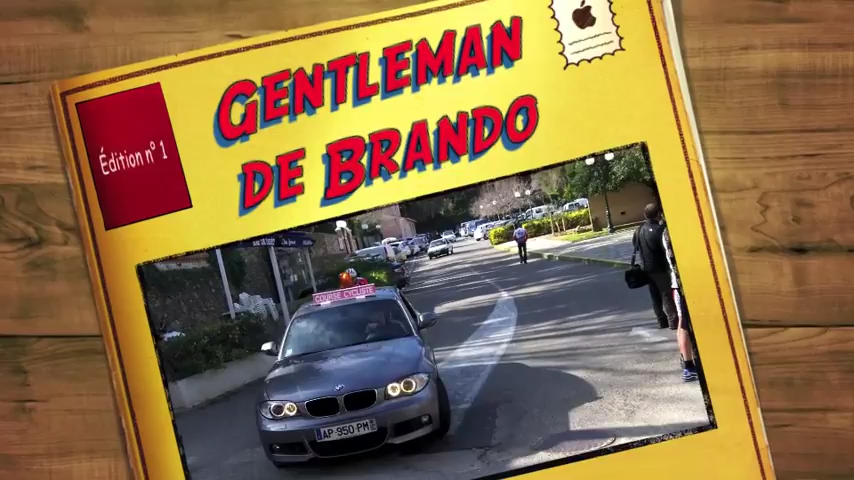 GENTLEMAN
DE BRANDO
Édition n° 1
COURSE CYCLISTE
AP-950 PM